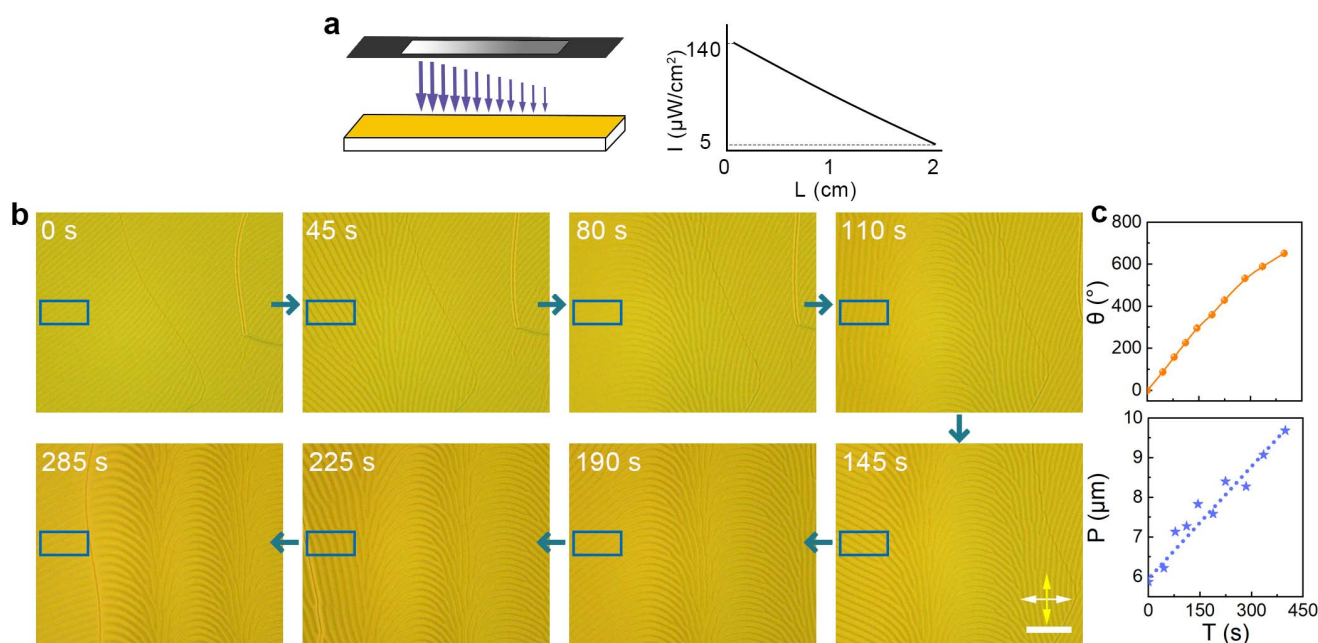 a
140
5
I (μW/cm²)
0
1
2
L (cm)
b
0 s
45 s
80 s
110 s
285 s
225 s
190 s
145 s
c
800
600
400
200
0
θ (°)
10
9
8
7
6
P (μm)
0
150
300
450
T (s)